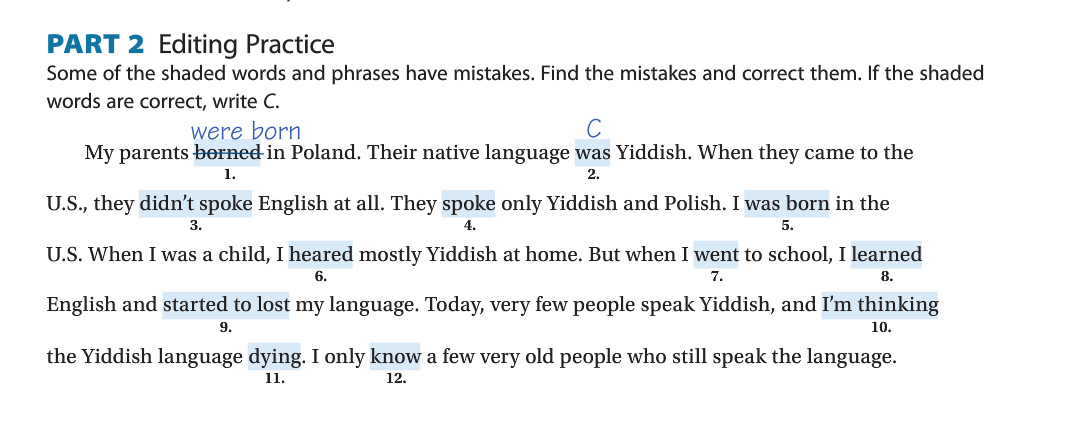 PART 2 Editing Practice
Some of the shaded words and phrases have mistakes. Find the mistakes and correct them. If the shaded
words are correct, write C.
were born C
My parents borned in Poland. Their native language was Yiddish. When they came to the
1. 2.
U.S., they didn’t spoke English at all. They spoke only Yiddish and Polish. I was born in the
3. 4. 5.
U.S. When I was a child, I heared mostly Yiddish at home. But when I went to school, I learned
6. 7. 8.
English and started to lost my language. Today, very few people speak Yiddish, and I’m thinking
9. 10.
the Yiddish language dying. I only know a few very old people who still speak the language.
11. 12.